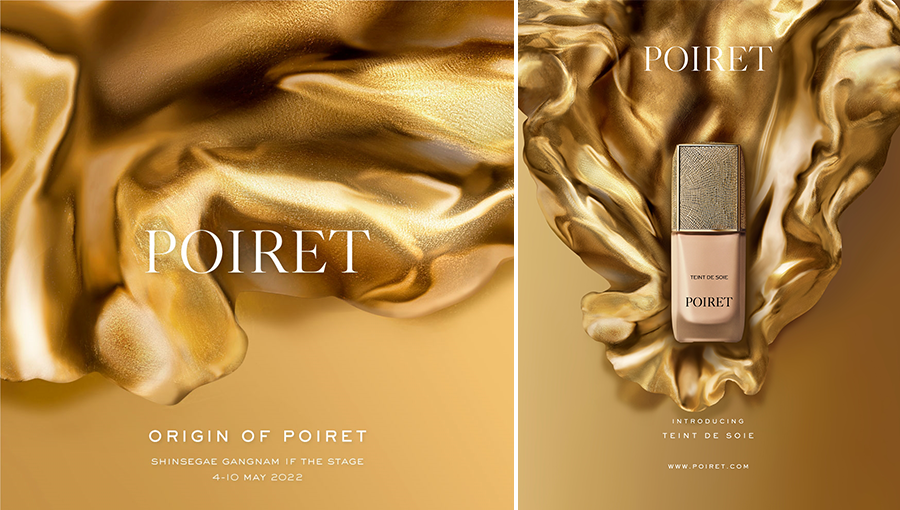 POIRET
ORIGIN OF POIRET
SHINSEGAE GANGNAM 1F THE STAGE
4-10 MAY 2022
POIRET
TEINT DE SOIE
POIRET
INTRODUCING
TEINT DE SOIE
WWW.POIRET.COM